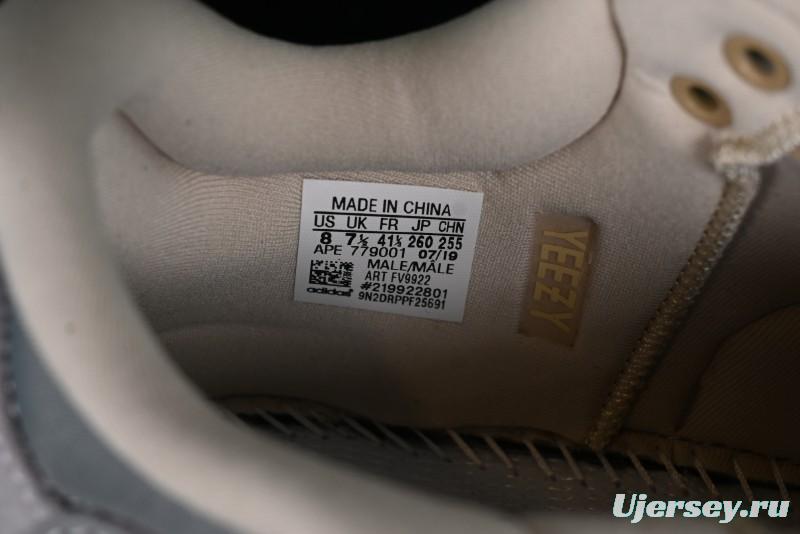 MADE IN CHINA
US UK FR JP CHN
8 7½ 41⅓ 260 255
APE 779001 07/19
MALE/MÂLE
ART FV9922
#219922801
adidas 9N2DRPPF25691
YEEZY
Ujersey.ru